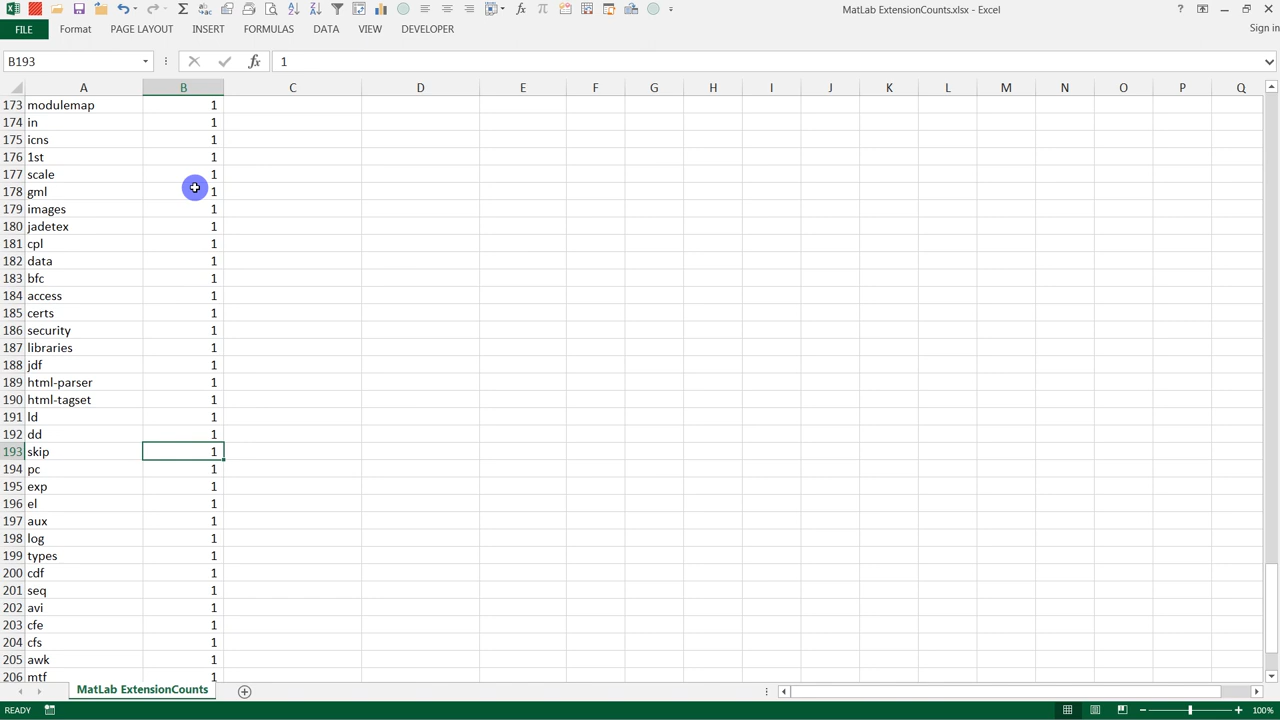 MatLab ExtensionCounts.xlsx - Excel
FILE Format PAGE LAYOUT INSERT FORMULAS DATA VIEW DEVELOPER Sign in
B193 fx 1
A B C D E F G H I J K L M N O P Q
173 modulemap 1
174 in 1
175 icns 1
176 1st 1
177 scale 1
178 gml 1
179 images 1
180 jadetex 1
181 cpl 1
182 data 1
183 bfc 1
184 access 1
185 certs 1
186 security 1
187 libraries 1
188 jdf 1
189 html-parser 1
190 html-tagset 1
191 ld 1
192 dd 1
193 skip 1
194 pc 1
195 exp 1
196 el 1
197 aux 1
198 log 1
199 types 1
200 cdf 1
201 seq 1
202 avi 1
203 cfe 1
204 cfs 1
205 awk 1
206 mtf 1
MatLab ExtensionCounts
READY 100%